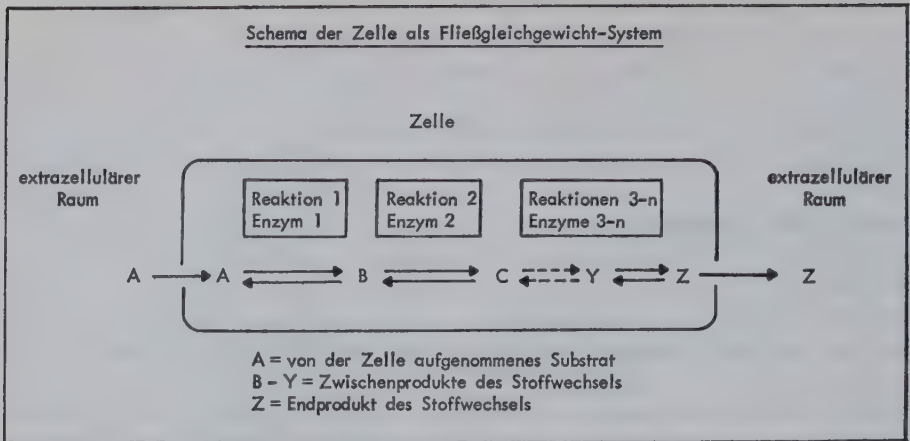 Schema der Zelle als Fließgleichgewicht-System
Zelle
extrazellulärer
Raum
extrazellulärer
Raum
Reaktion 1
Enzym 1
Reaktion 2
Enzym 2
Reaktionen 3-n
Enzyme 3-n
A A B C Y Z Z
A = von der Zelle aufgenommenes Substrat
B - Y = Zwischenprodukte des Stoffwechsels
Z = Endprodukt des Stoffwechsels